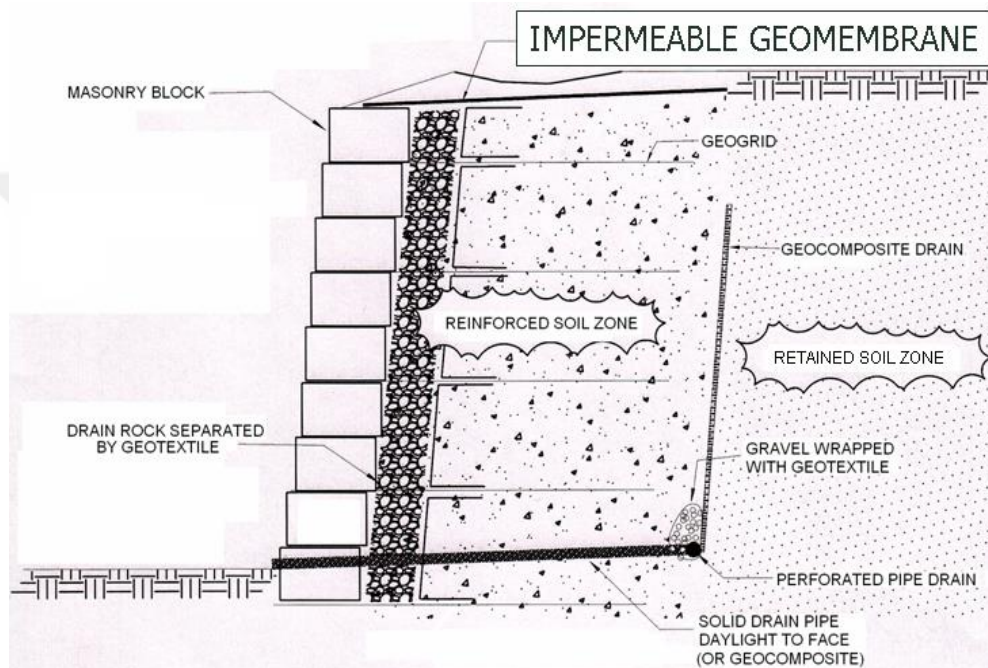 IMPERMEABLE GEOMEMBRANE
MASONRY BLOCK
GEOGRID
GEOCOMPOSITE DRAIN
REINFORCED SOIL ZONE
RETAINED SOIL ZONE
DRAIN ROCK SEPARATED
BY GEOTEXTILE
GRAVEL WRAPPED
WITH GEOTEXTILE
PERFORATED PIPE DRAIN
SOLID DRAIN PIPE
DAYLIGHT TO FACE
(OR GEOCOMPOSITE)